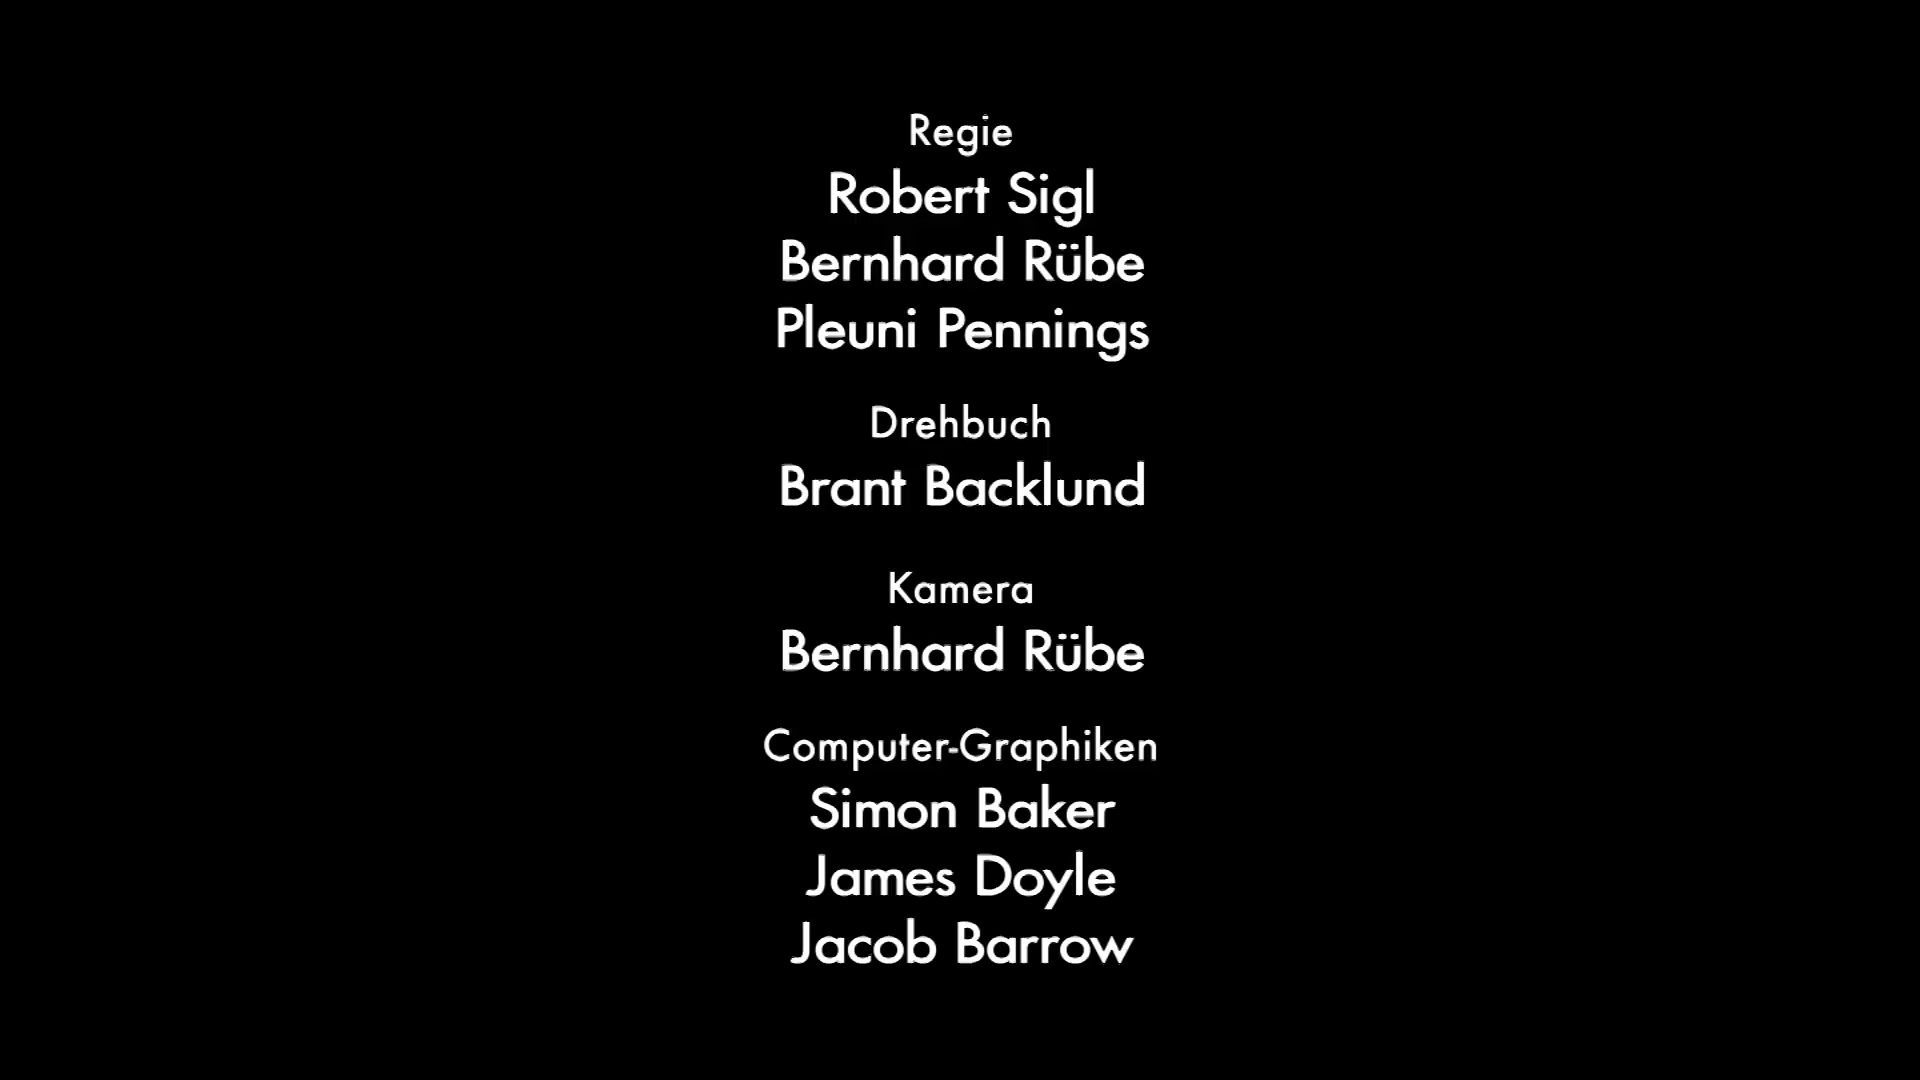 Regie
Robert Sigl
Bernhard Rübe
Pleuni Pennings
Drehbuch
Brant Backlund
Kamera
Bernhard Rübe
Computer-Graphiken
Simon Baker
James Doyle
Jacob Barrow